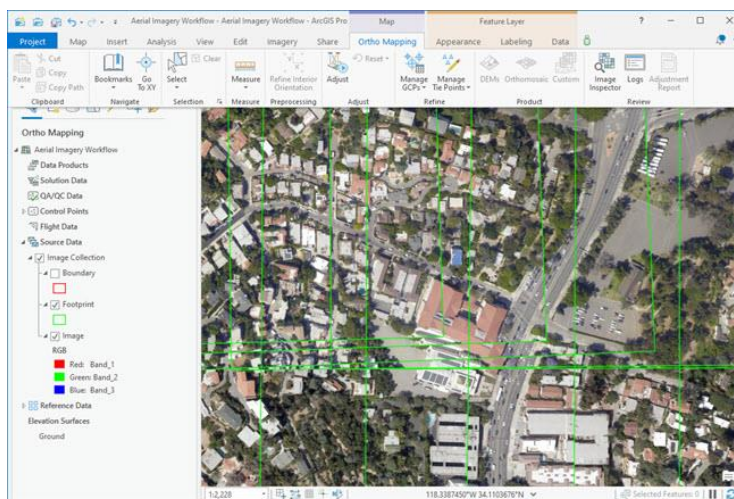 Aerial Imagery Workflow - Aerial Imagery Workflow - ArcGIS Pro
Map
Feature Layer
?
Project
Map
Insert
Analysis
View
Edit
Imagery
Share
Ortho Mapping
Appearance
Labeling
Data
Paste
Cut
Copy
Copy Path
Clipboard
Bookmarks
Go To XY
Navigate
Select
Clear
Selection
Measure
Measure
Refine Interior Orientation
Preprocessing
Adjust
Reset
Adjust
Manage GCPs
Manage Tie Points
Refine
DEMs
Orthomosaic
Custom
Product
Image Inspector
Logs
Adjustment Report
Review
Ortho Mapping
Aerial Imagery Workflow
Data Products
Solution Data
QA/QC Data
Control Points
Flight Data
Source Data
Image Collection
Boundary
Footprint
Image
RGB
Red: Band_1
Green: Band_2
Blue: Band_3
Reference Data
Elevation Surfaces
Ground
1:2,228
118.3387450°W 34.1103676°N
Selected Features: 0